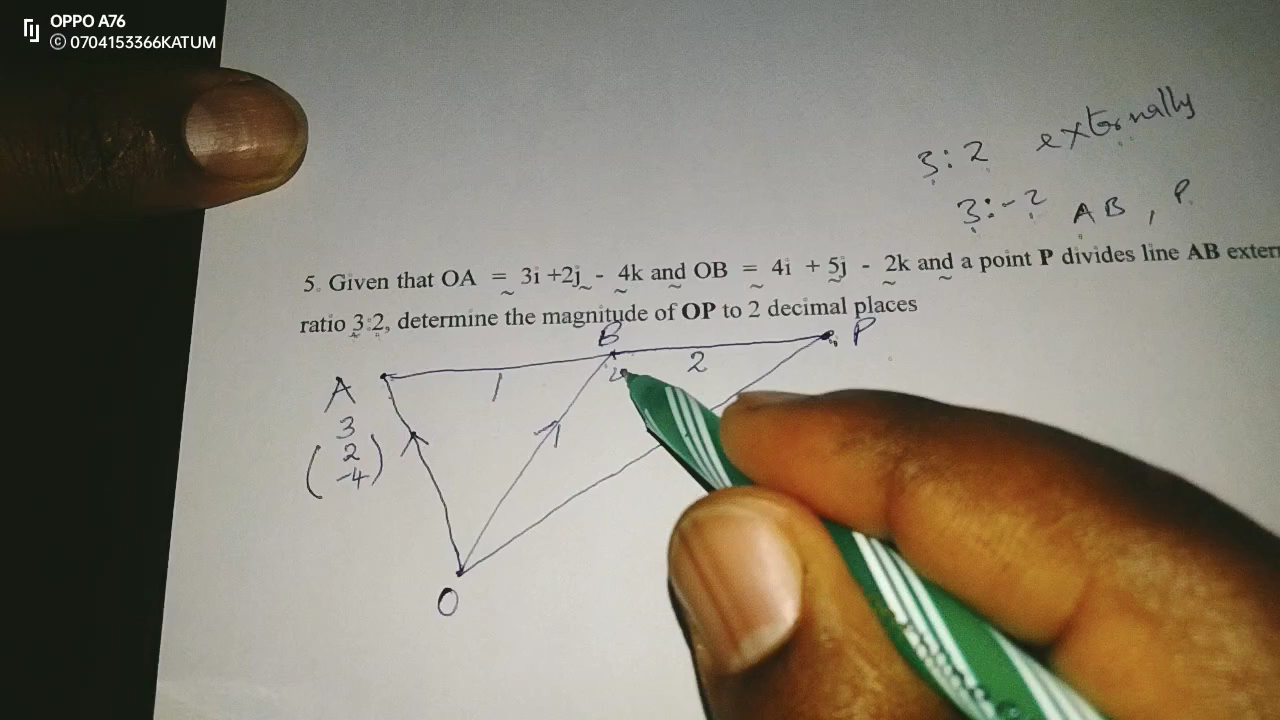 OPPO A76
© 0704153366KATUM
3:2 externally
3:-2 AB, P
5. Given that OA = 3i +2j - 4k and OB = 4i + 5j - 2k and a point P divides line AB extern
ratio 3:2, determine the magnitude of OP to 2 decimal places
B
P
A
1
2
3
2
-4
O